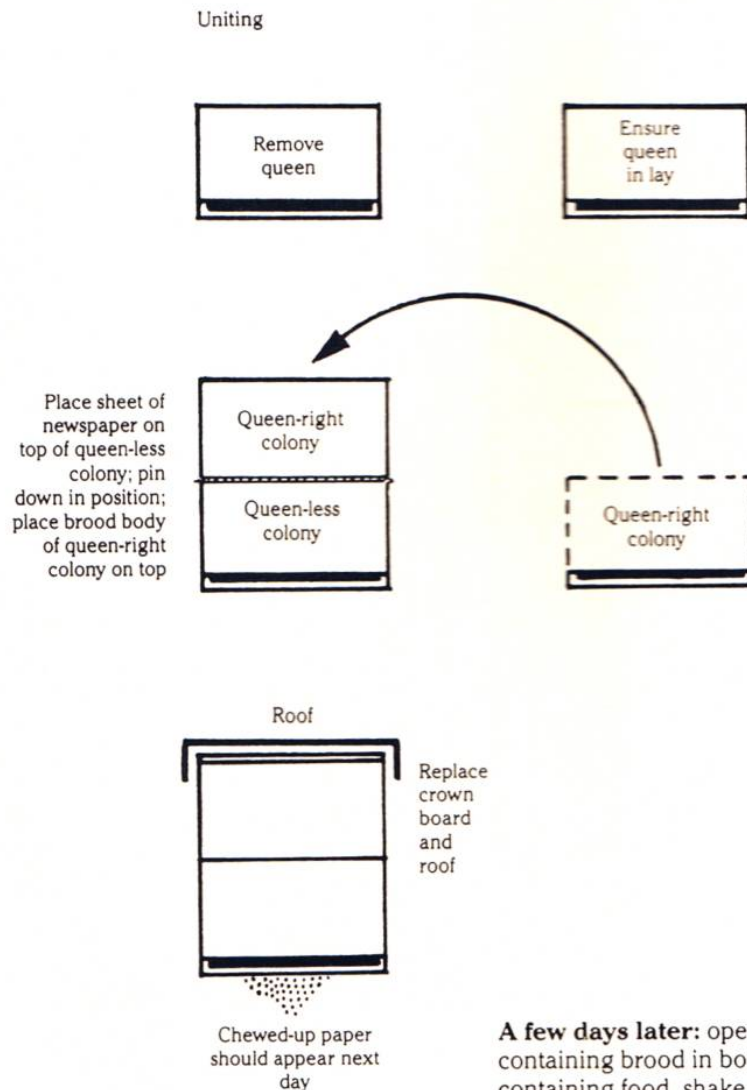 Uniting
Remove
queen
Ensure
queen
in lay
Place sheet of
newspaper on
top of queen-less
colony; pin
down in position;
place brood body
of queen-right
colony on top
Queen-right
colony
Queen-less
colony
Queen-right
colony
Roof
Replace
crown
board
and
roof
Chewed-up paper
should appear next
day
A few days later:
containing brood in
containing food, shake